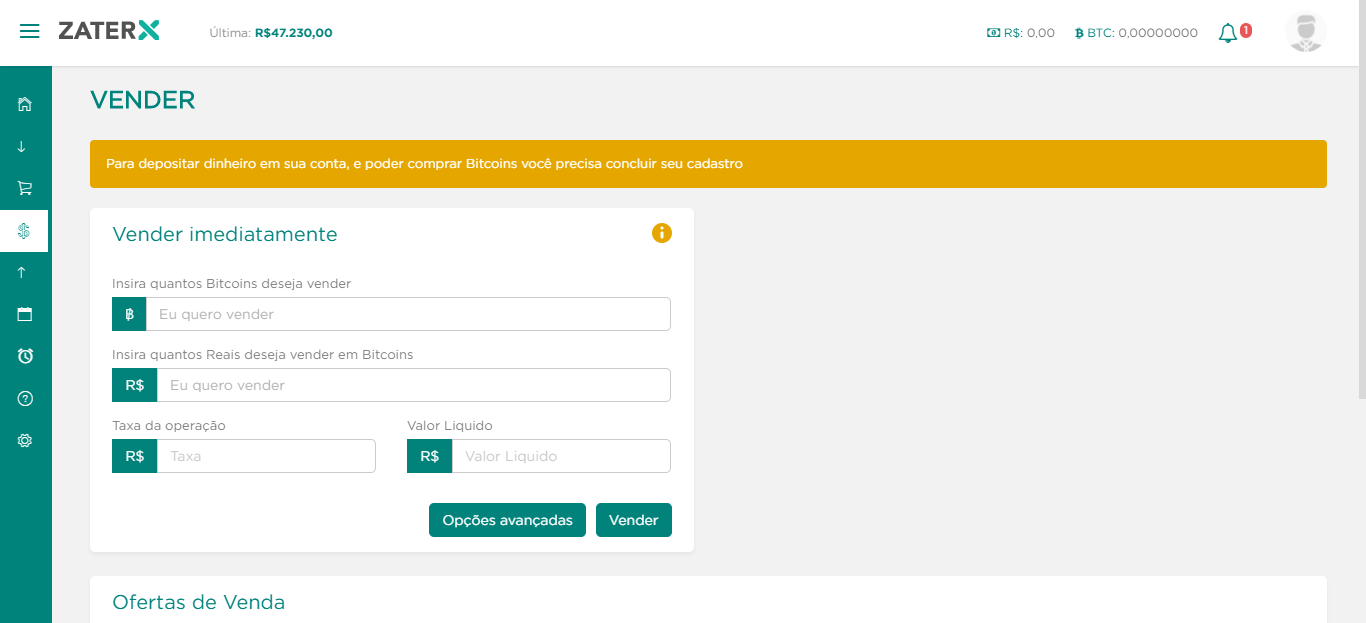 ZATERX
Última: R$47.230,00
R$: 0,00
BTC: 0,00000000
1
VENDER
Para depositar dinheiro em sua conta, e poder comprar Bitcoins você precisa concluir seu cadastro
Vender imediatamente
Insira quantos Bitcoins deseja vender
Eu quero vender
Insira quantos Reais deseja vender em Bitcoins
R$ Eu quero vender
Taxa da operação
R$ Taxa
Valor Liquido
R$ Valor Liquido
Opções avançadas
Vender
Ofertas de Venda